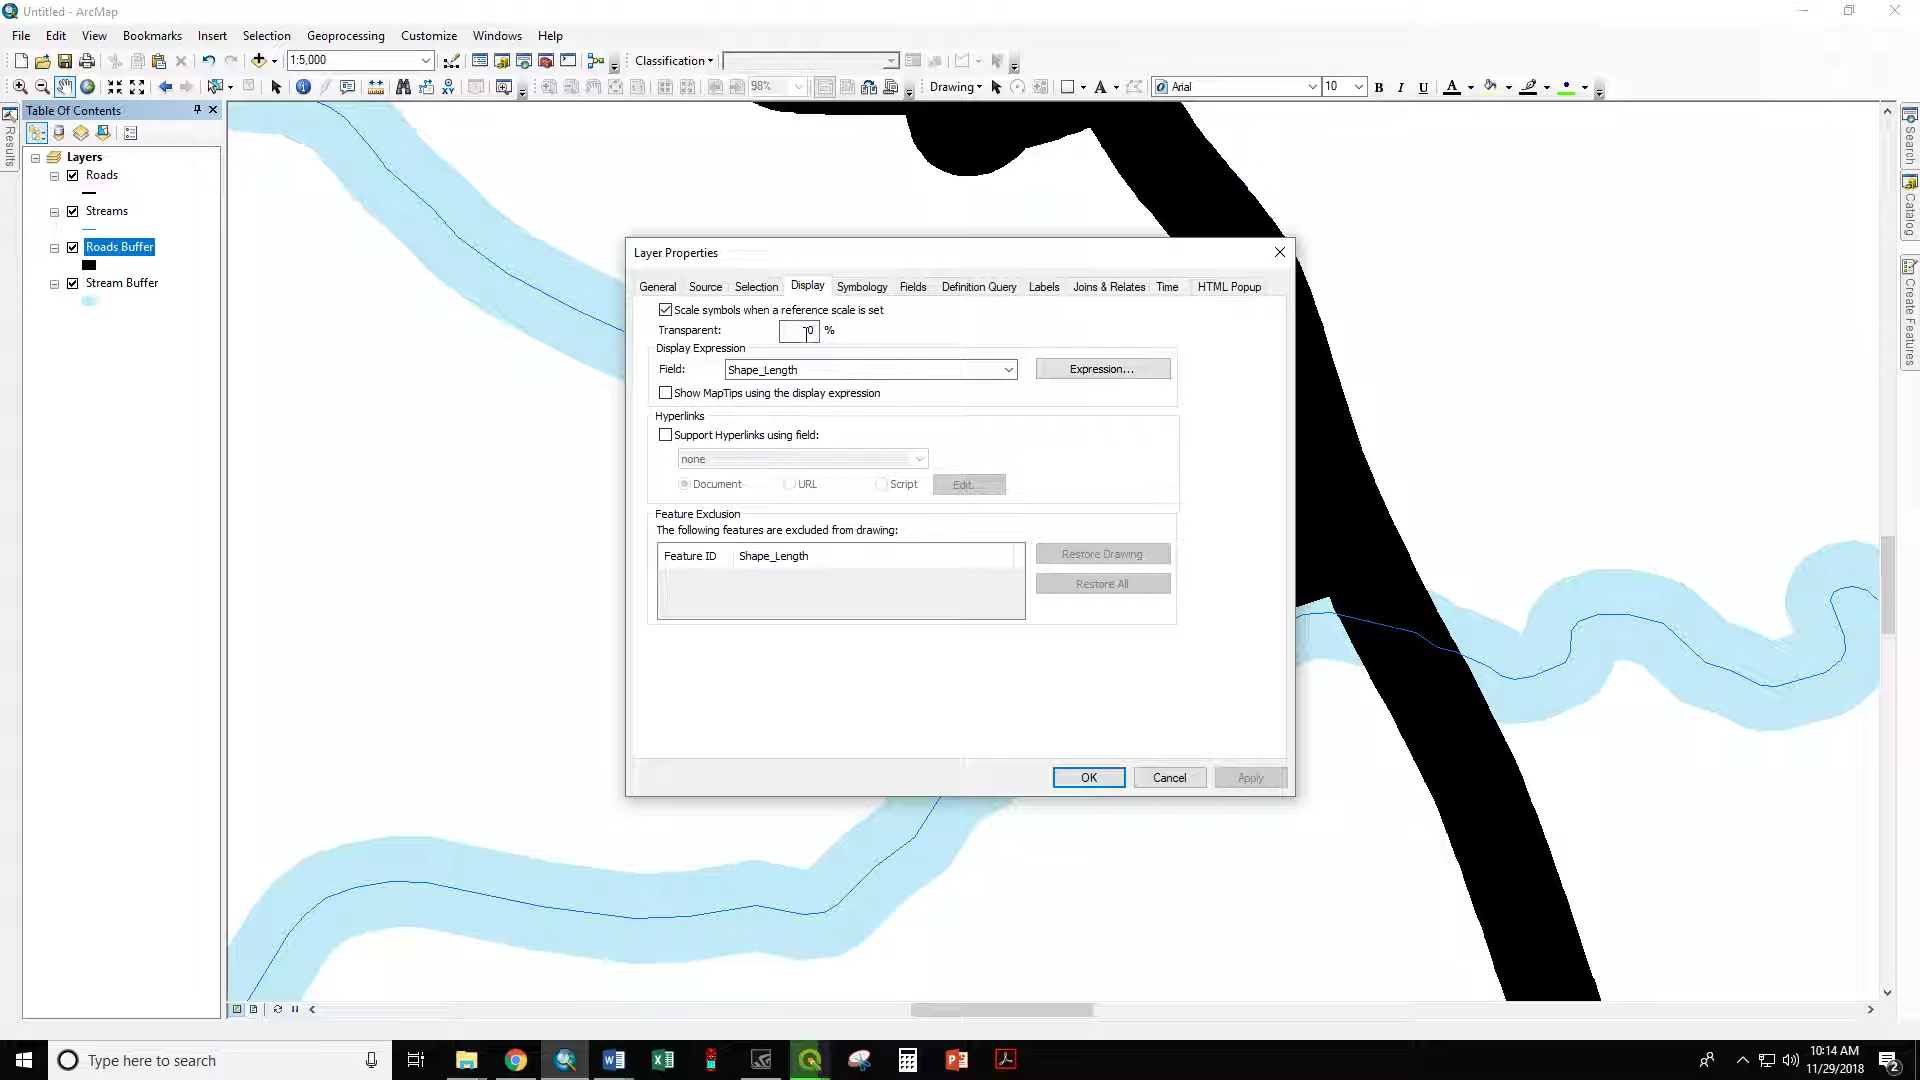 Untitled - ArcMap
File Edit View Bookmarks Insert Selection Geoprocessing Customize Windows Help
1:5,000 Classification
98% Drawing A Arial 10 B I U A
Table Of Contents
Layers
Roads
Streams
Roads Buffer
Stream Buffer
Results
Layer Properties
General Source Selection Display Symbology Fields Definition Query Labels Joins & Relates Time HTML Popup
Scale symbols when a reference scale is set
Transparent: 0 %
Display Expression
Field: Shape_Length Expression...
Show MapTips using the display expression
Hyperlinks
Support Hyperlinks using field:
none
Document URL Script Edit...
Feature Exclusion
The following features are excluded from drawing:
Feature ID Shape_Length
Restore Drawing
Restore All
OK Cancel Apply
Search
Catalog
Create Features
Type here to search
10:14 AM
11/29/2018
2